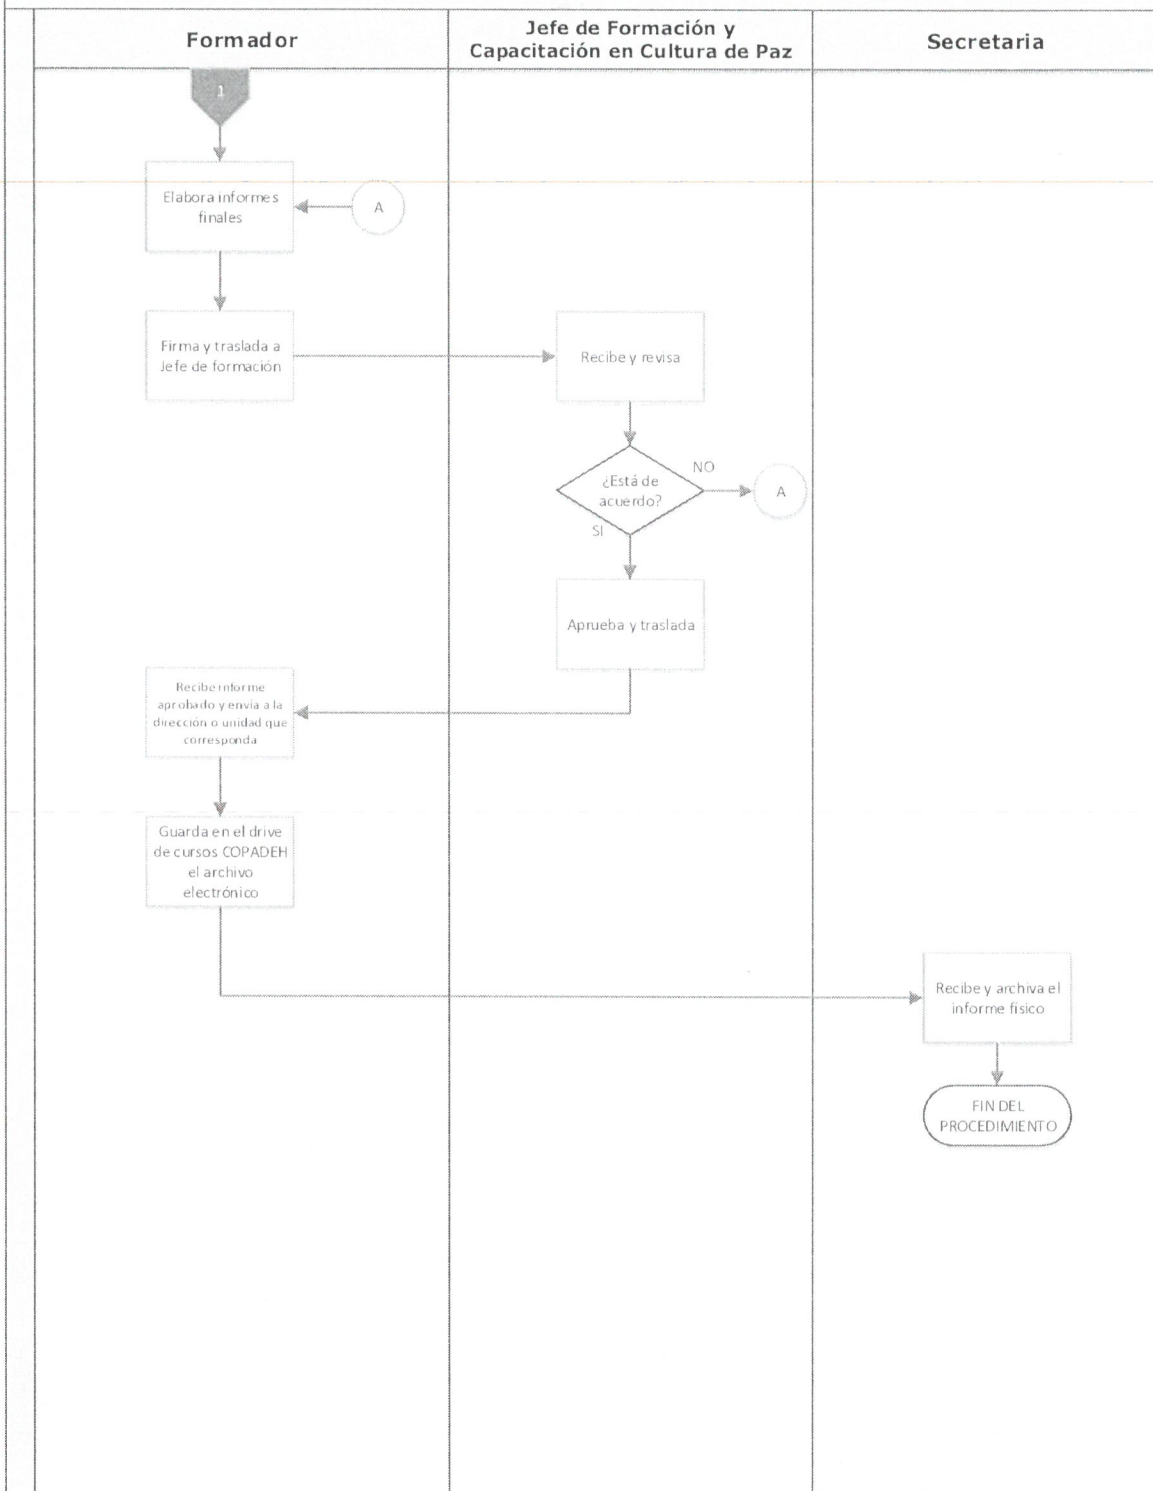 Formador
Jefe de Formación y
Capacitación en Cultura de Paz
Secretaria
1
Elabora informes
finales
A
Firma y traslada a
Jefe de formación
Recibe y revisa
¿Está de
acuerdo?
NO
A
SI
Aprueba y traslada
Recibe informe
aprobado y envia a la
dirección o unidad que
corresponda
Guarda en el drive
de cursos COPADEH
el archivo
electrónico
Recibe y archiva el
informe físico
FIN DEL
PROCEDIMIENTO